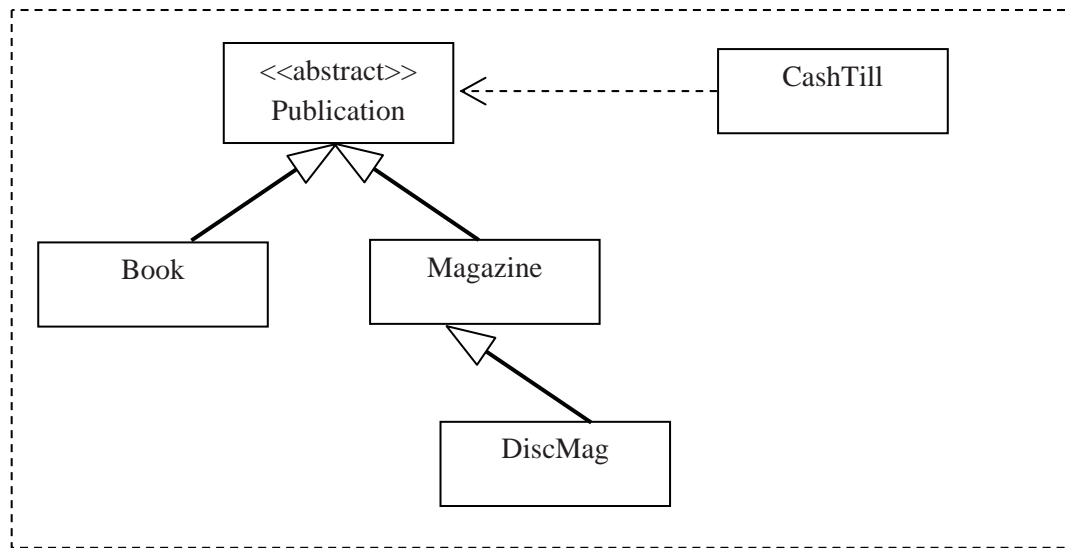 <<abstract>>
Publication
CashTill
Book
Magazine
DiscMag